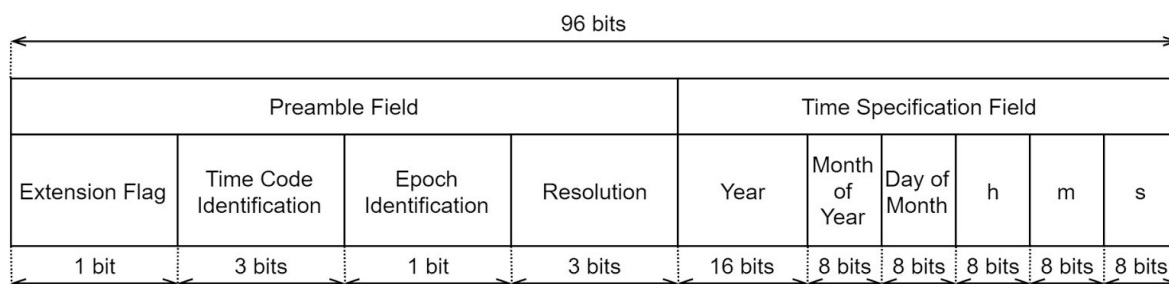 96 bits
Preamble Field
Time Specification Field
Extension Flag
Time Code
Identification
Epoch
Identification
Resolution
Year
Month
of
Year
Day of
Month
h
m
s
1 bit
3 bits
1 bit
3 bits
16 bits
8 bits
8 bits
8 bits
8 bits
8 bits